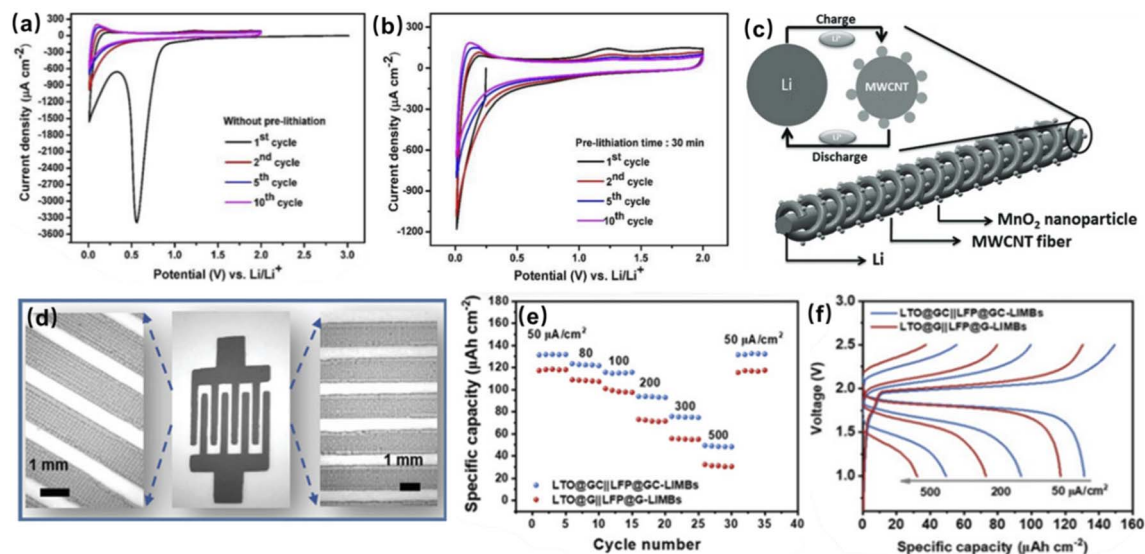 (a)
300
0
-300
-600
-900
-1200
-1500
-1800
-2100
-2400
-2700
-3000
-3300
-3600
Current density (μA cm⁻²)
Without pre-lithiation
1st cycle
2nd cycle
5th cycle
10th cycle
0.0 0.5 1.0 1.5 2.0 2.5 3.0
Potential (V) vs. Li/Li⁺
(b)
300
0
-300
-600
-900
-1200
Current density (μA cm⁻²)
Pre-lithiation time : 30 min
1st cycle
2nd cycle
5th cycle
10th cycle
0.0 0.5 1.0 1.5 2.0
Potential (V) vs. Li/Li⁺
(c)
Charge
Li⁺
Li
MWCNT
Li⁺
Discharge
MnO₂ nanoparticle
MWCNT fiber
Li
(d)
1 mm
1 mm
(e)
180
160
140
120
100
80
60
40
20
0
Specific capacity (μAh cm⁻²)
50 μA/cm²
80
100
200
300
500
50 μA/cm²
LTO@GC||LFP@GC-LIMBs
LTO@G||LFP@G-LIMBs
0 5 10 15 20 25 30 35 40
Cycle number
(f)
3.0
2.5
2.0
1.5
1.0
Voltage (V)
LTO@GC||LFP@GC-LIMBs
LTO@G||LFP@G-LIMBs
500 200 50 μA/cm²
0 20 40 60 80 100 120 140 160
Specific capacity (μAh cm⁻²)